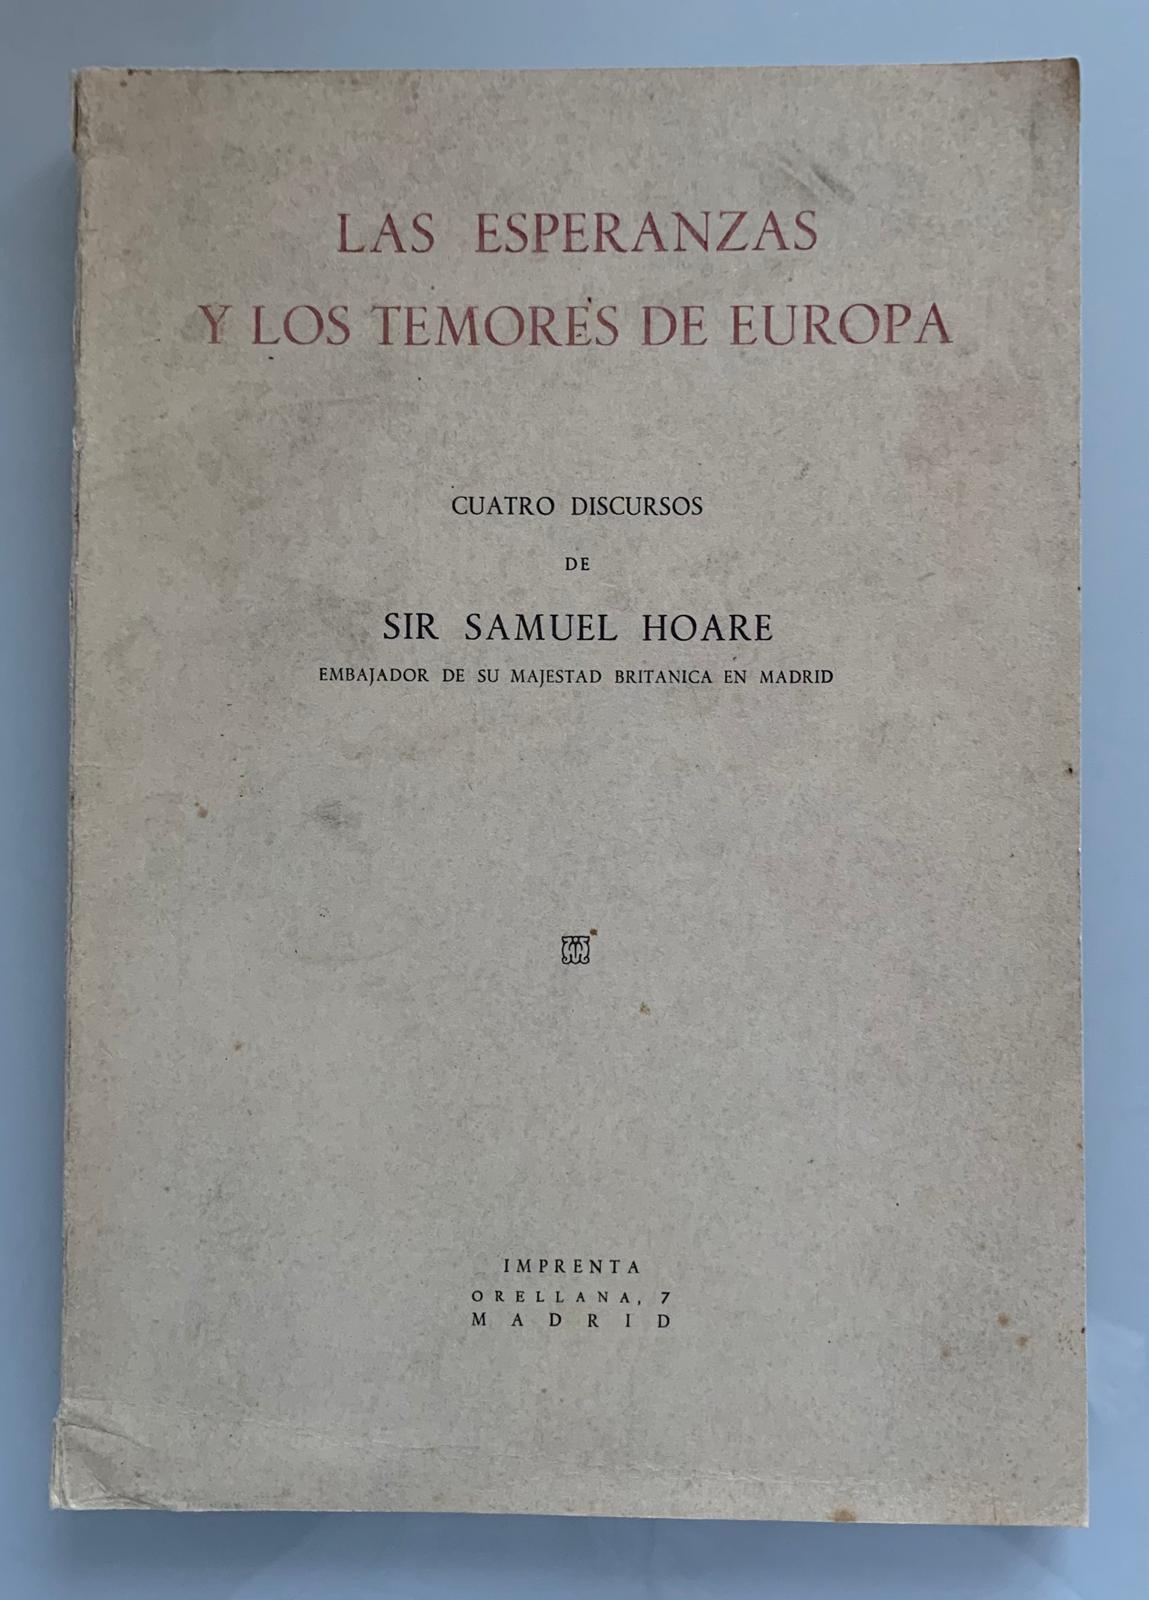 LAS ESPERANZAS
Y LOS TEMORES DE EUROPA
CUATRO DISCURSOS
DE
SIR SAMUEL HOARE
EMBAJADOR DE SU MAJESTAD BRITANICA EN MADRID
IMPRENTA
ORELLANA, 7
MADRID